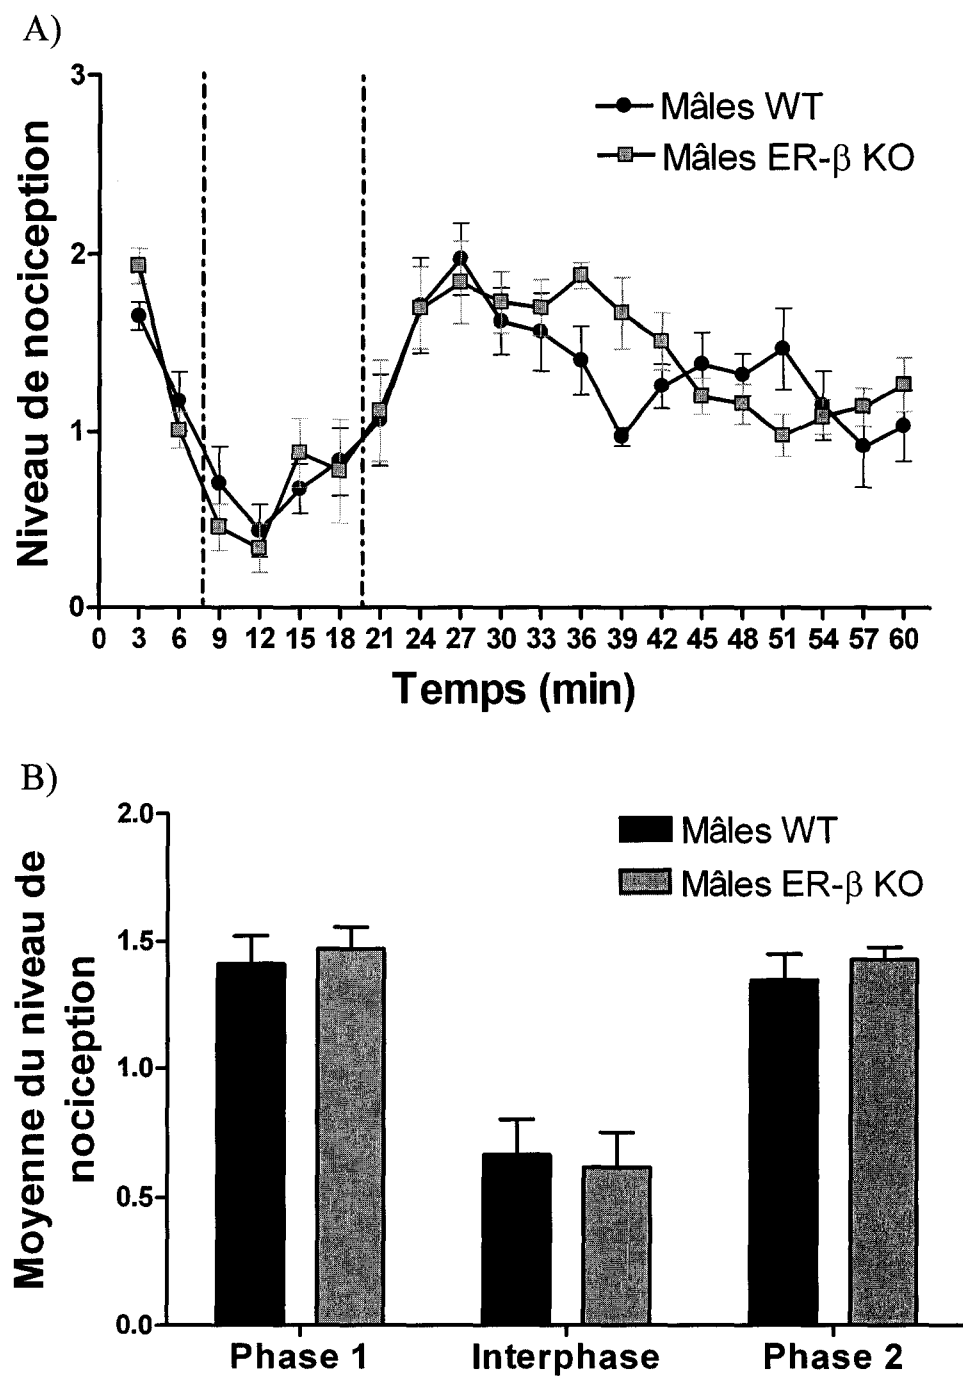 A)
3
2
1
0
Niveau de nociception
Mâles WT
Mâles ER-β KO
0 3 6 9 12 15 18 21 24 27 30 33 36 39 42 45 48 51 54 57 60
Temps (min)
B)
2.0
1.5
1.0
0.5
0.0
Moyenne du niveau de
nociception
Mâles WT
Mâles ER-β KO
Phase 1 Interphase Phase 2